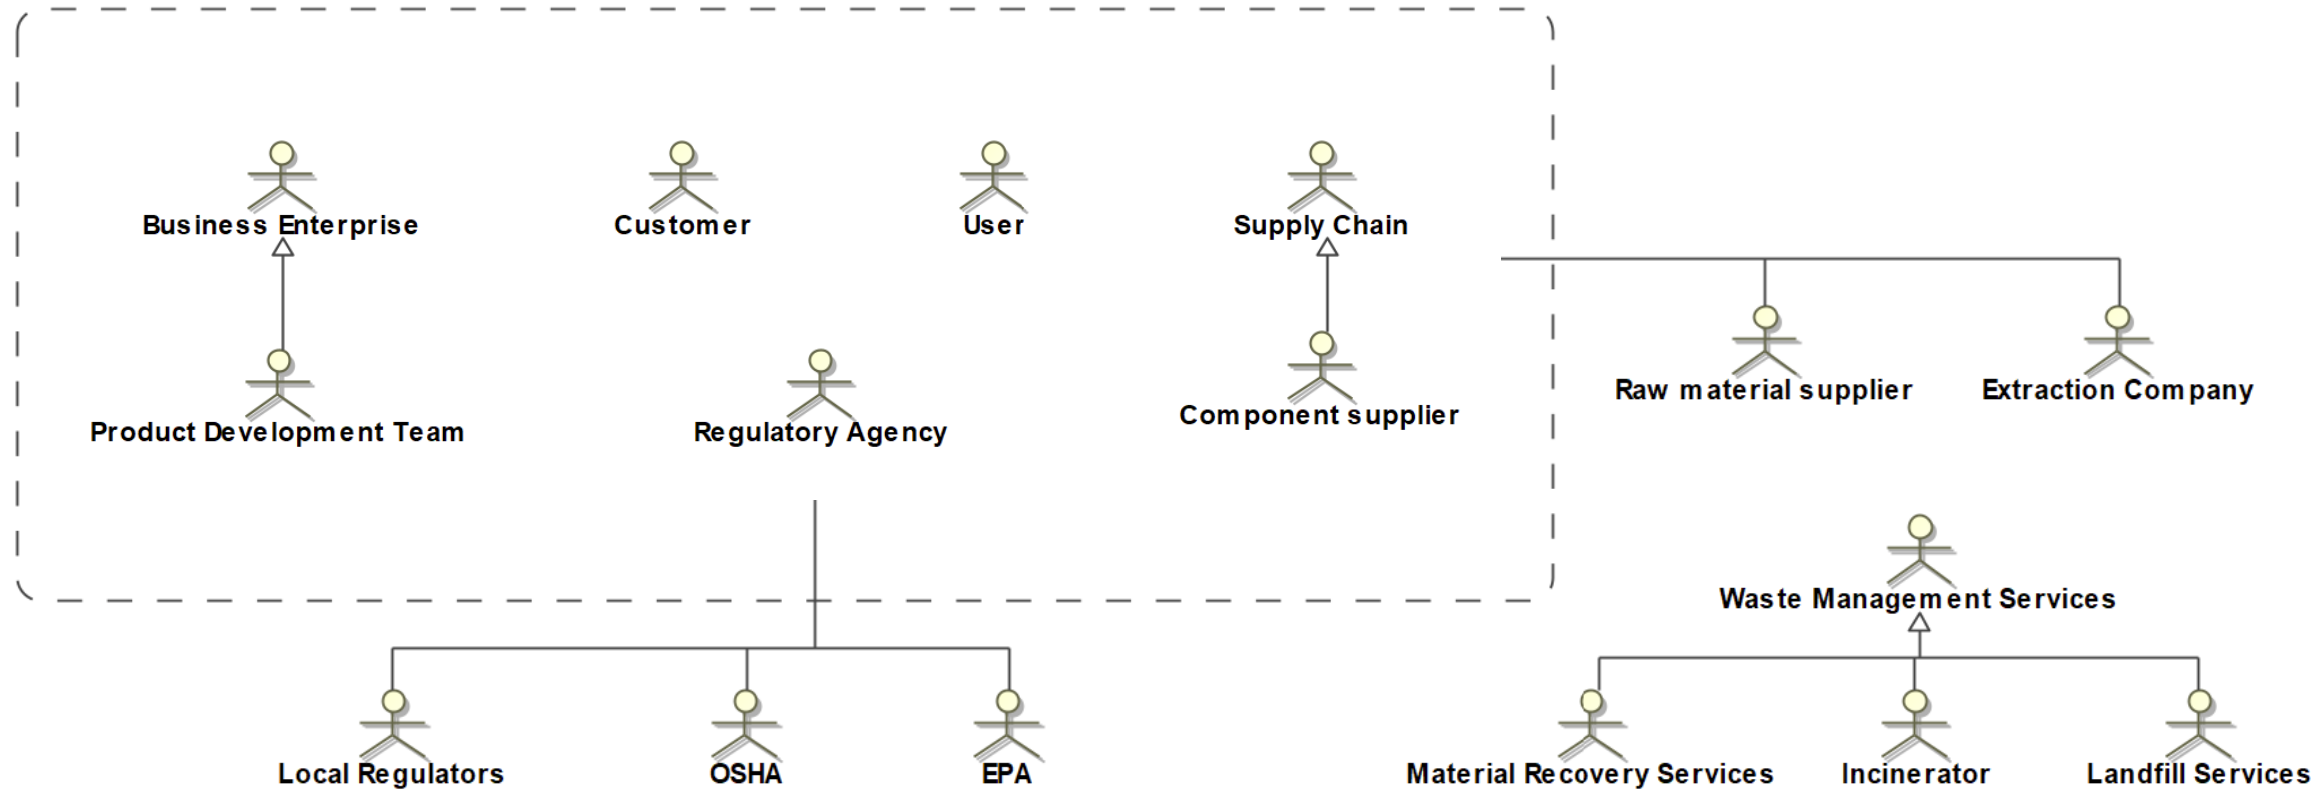 Business Enterprise
Customer
User
Supply Chain
Product Development Team
Regulatory Agency
Component supplier
Raw material supplier
Extraction Company
Waste Management Services
Local Regulators
OSHA
EPA
Material Recovery Services
Incinerator
Landfill Services